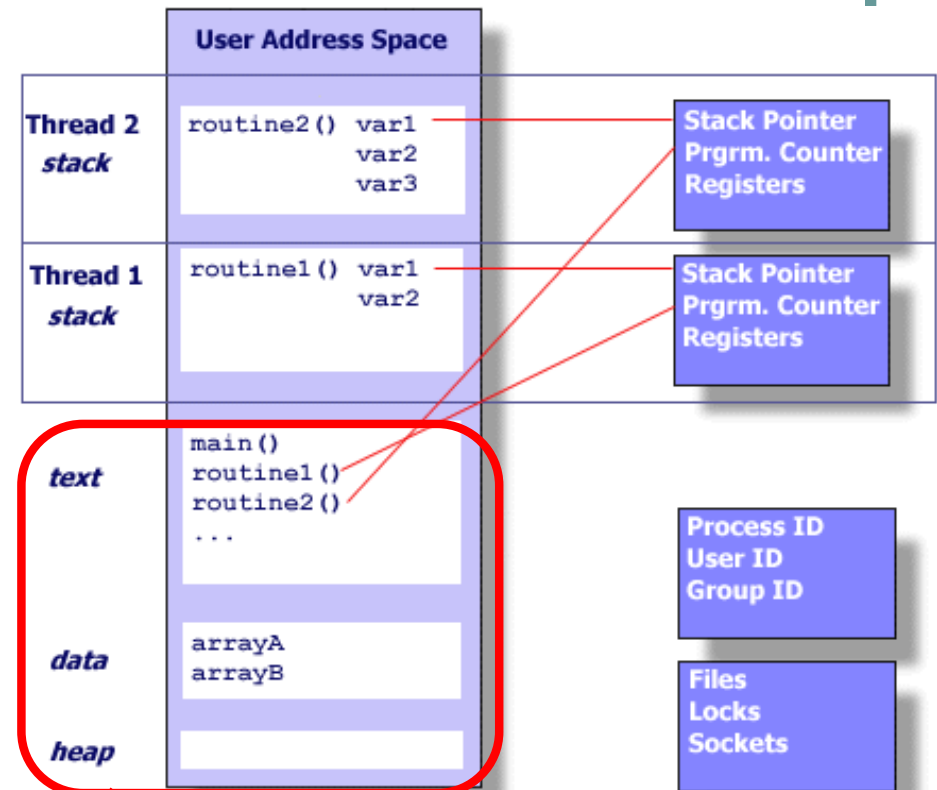 User Address Space
Thread 2
stack
routine2() var1
var2
var3
Stack Pointer
Prgrm. Counter
Registers
Thread 1
stack
routine1() var1
var2
Stack Pointer
Prgrm. Counter
Registers
text
main()
routine1()
routine2()
...
Process ID
User ID
Group ID
data
arrayA
arrayB
Files
Locks
Sockets
heap